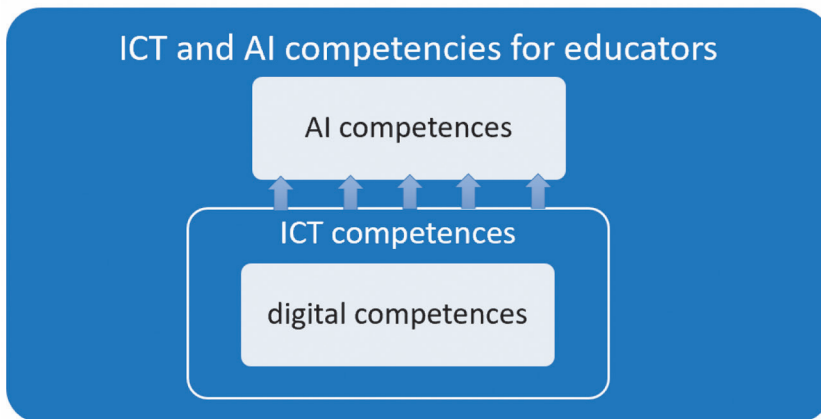 ICT and AI competencies for educators
AI competences
ICT competences
digital competences